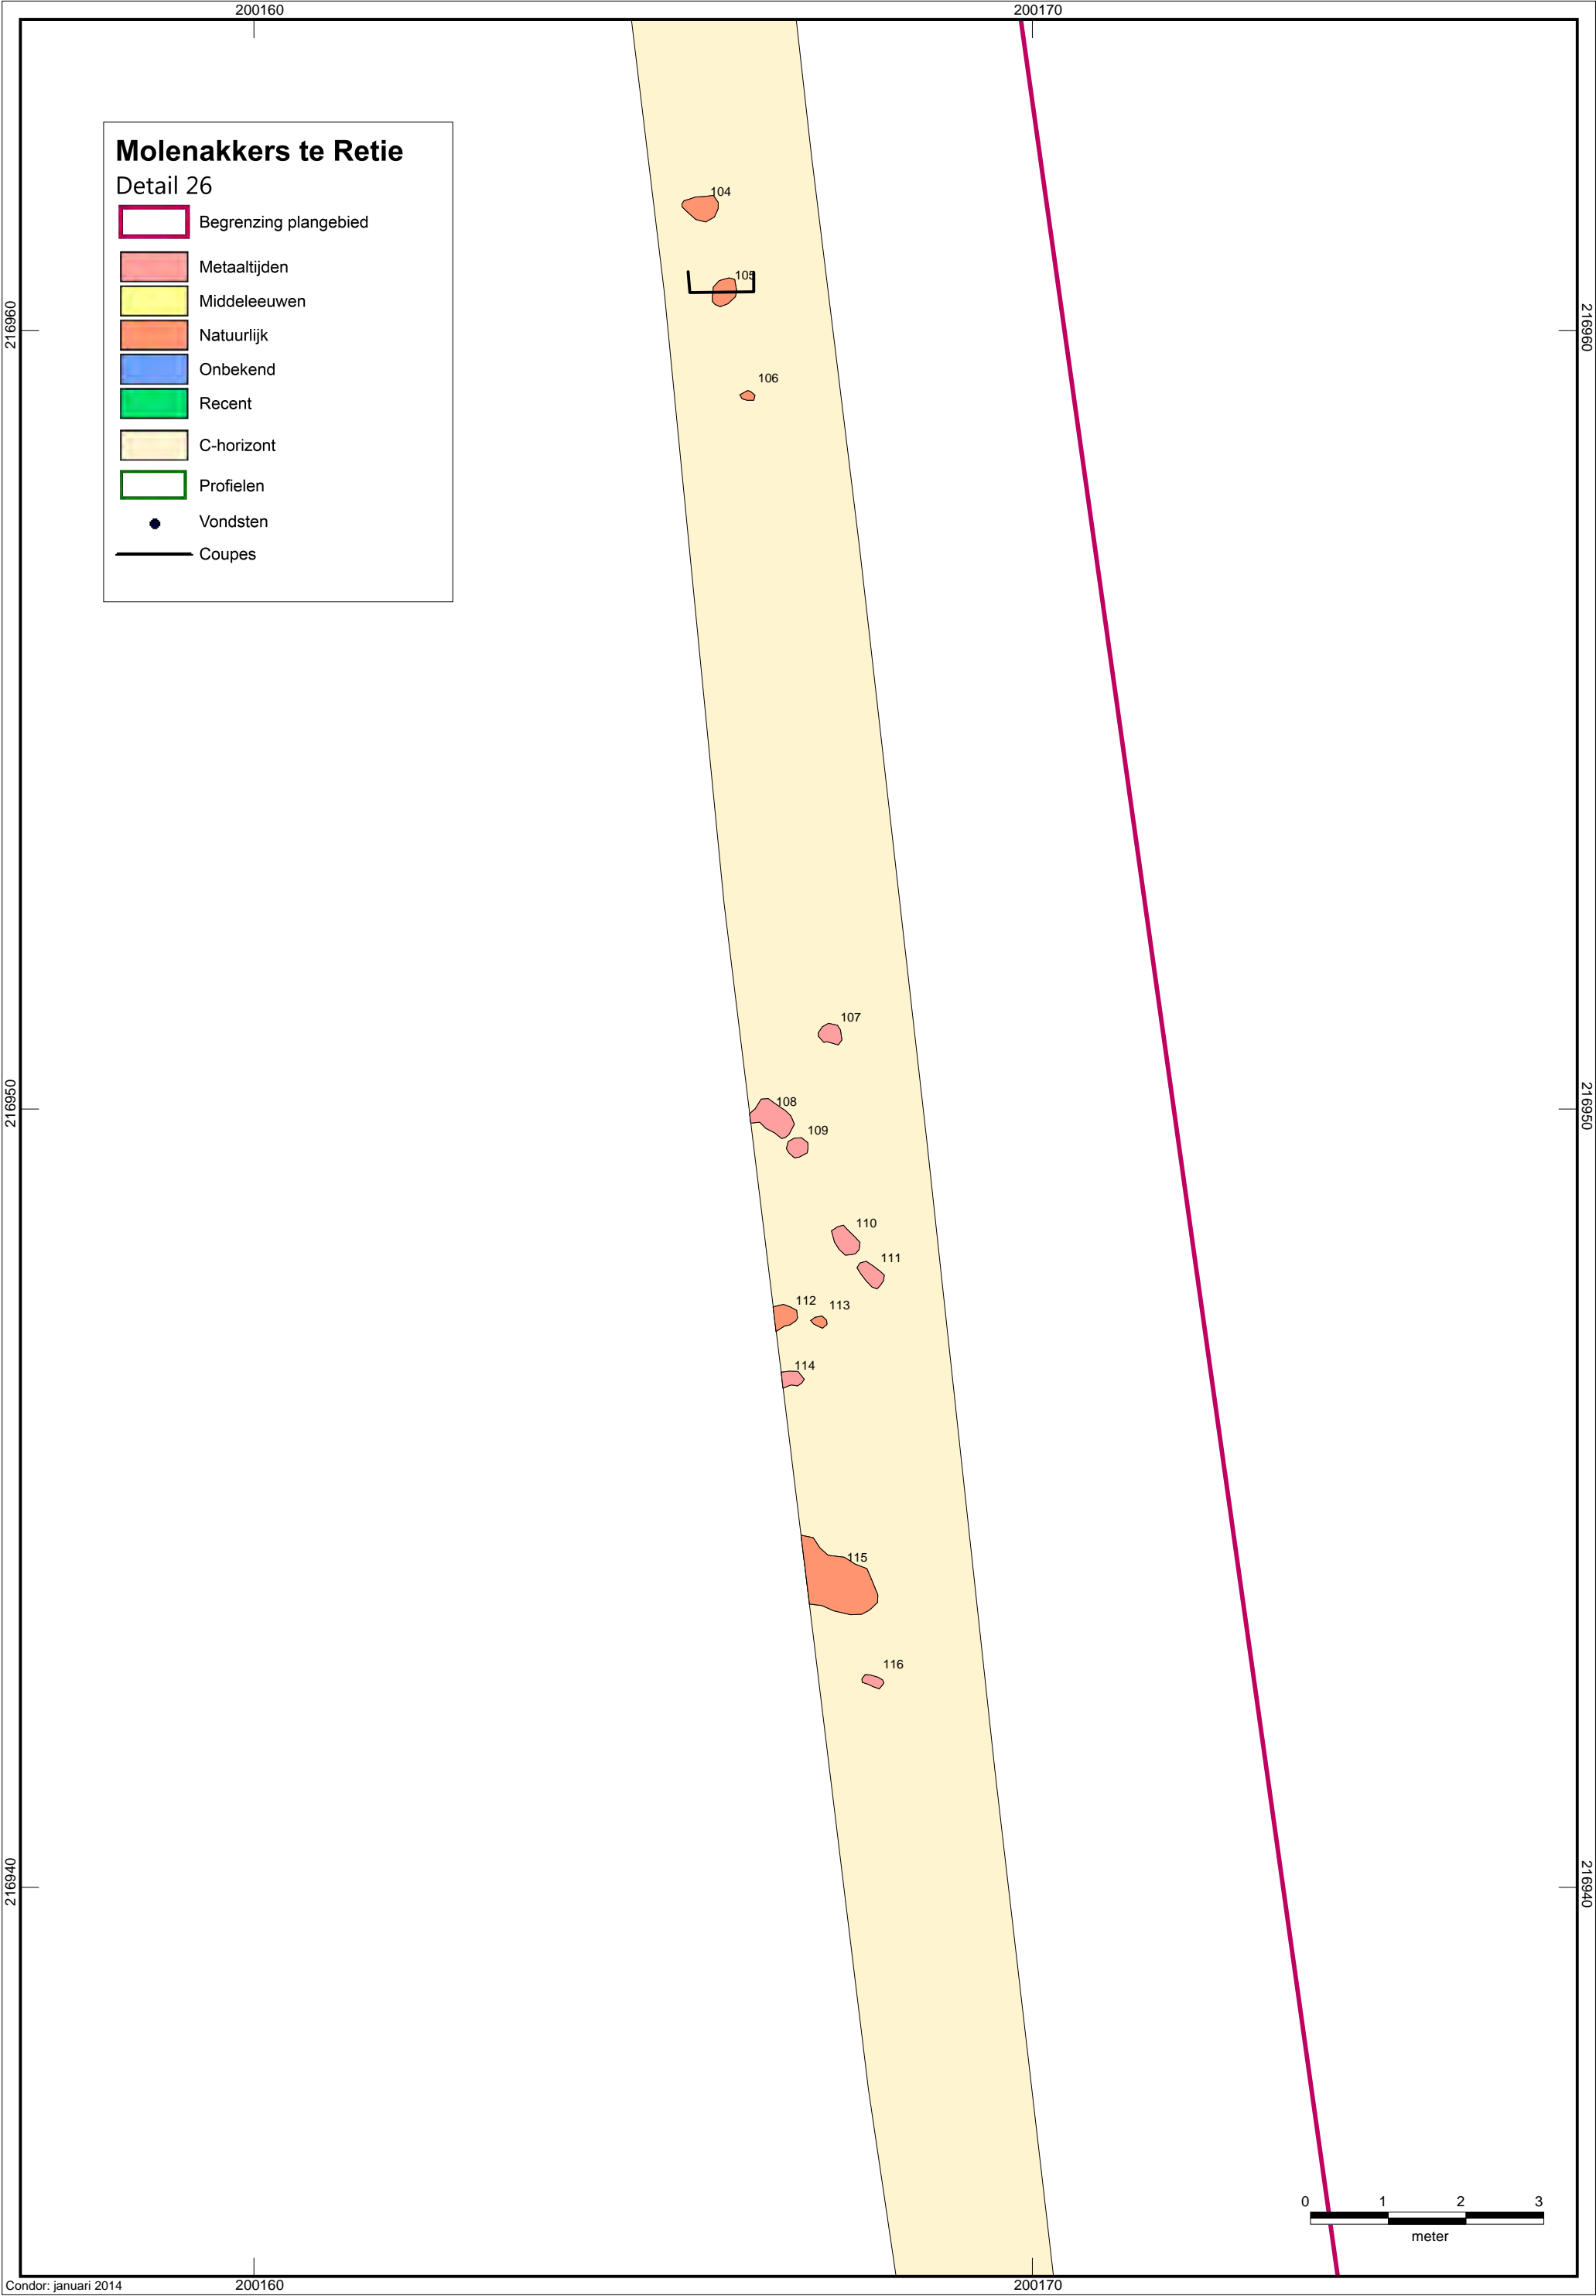 200160
200170
Molenakkers te Retie
Detail 26
Begrenzing plangebied
Metaaltijden
Middeleeuwen
Natuurlijk
Onbekend
Recent
C-horizont
Profielen
Vondsten
Coupes
104
105
216960
216960
106
107
216950
216950
108
109
110
111
112
113
114
115
116
216940
216940
0 1 2 3
meter
Condor: januari 2014
200160
200170